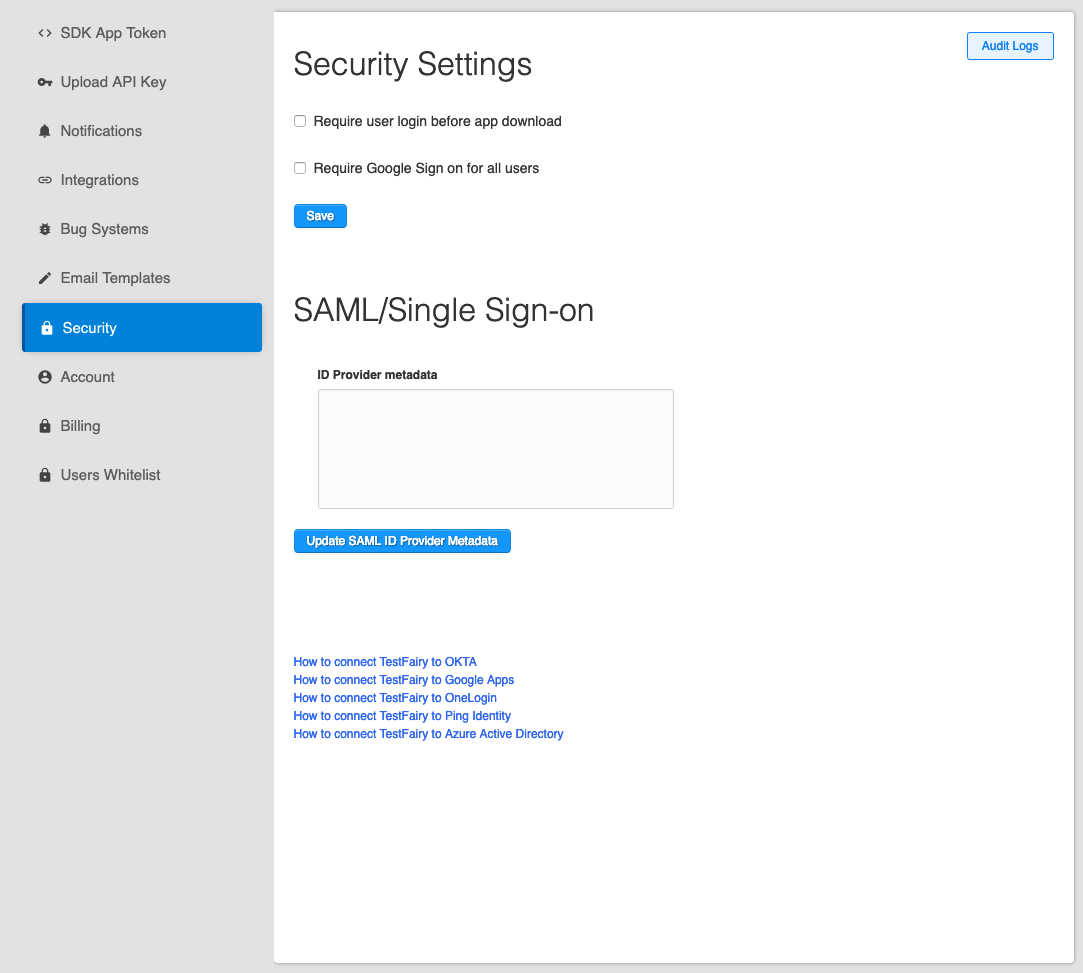 SDK App Token
Upload API Key
Notifications
Integrations
Bug Systems
Email Templates
Security
Account
Billing
Users Whitelist
Audit Logs
Security Settings
Require user login before app download
Require Google Sign on for all users
Save
SAML/Single Sign-on
ID Provider metadata
Update SAML ID Provider Metadata
How to connect TestFairy to OKTA
How to connect TestFairy to Google Apps
How to connect TestFairy to OneLogin
How to connect TestFairy to Ping Identity
How to connect TestFairy to Azure Active Directory